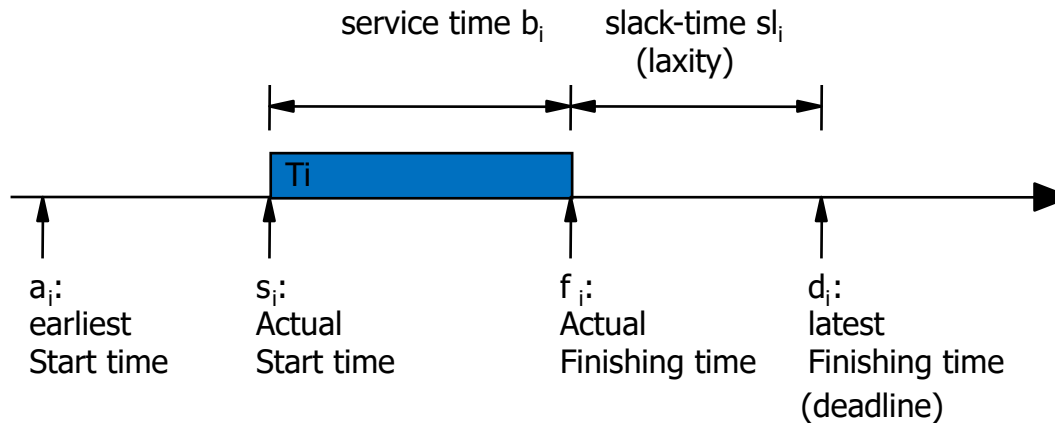 service time bᵢ
slack-time slᵢ
(laxity)
Ti
aᵢ:
earliest
Start time
sᵢ:
Actual
Start time
f ᵢ:
Actual
Finishing time
dᵢ:
latest
Finishing time
(deadline)